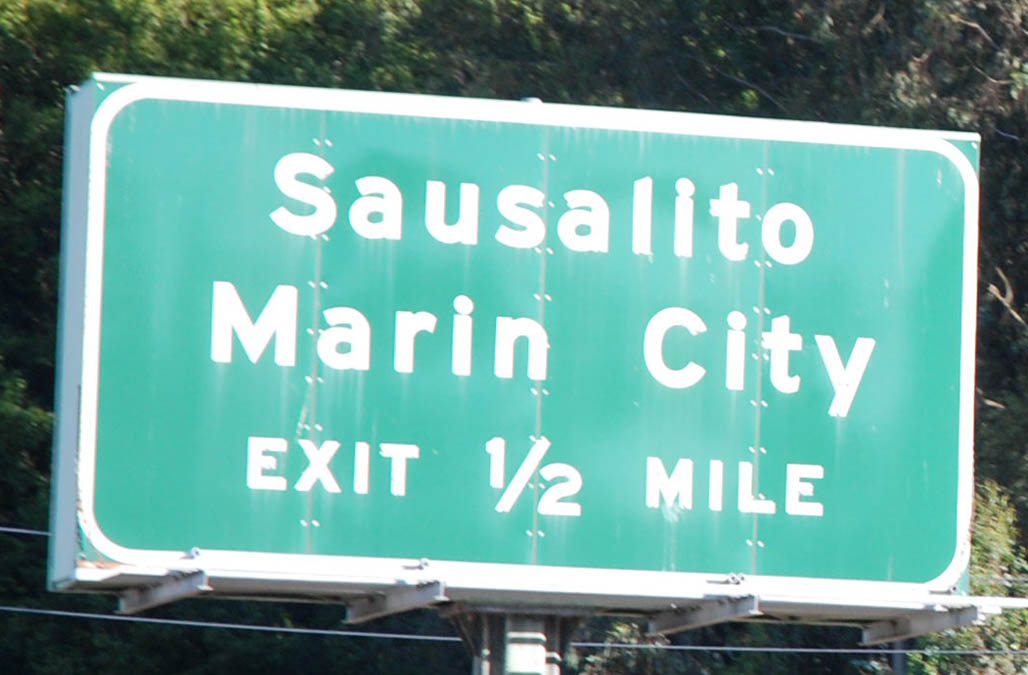 Sausalito
Marin City
EXIT ½ MILE